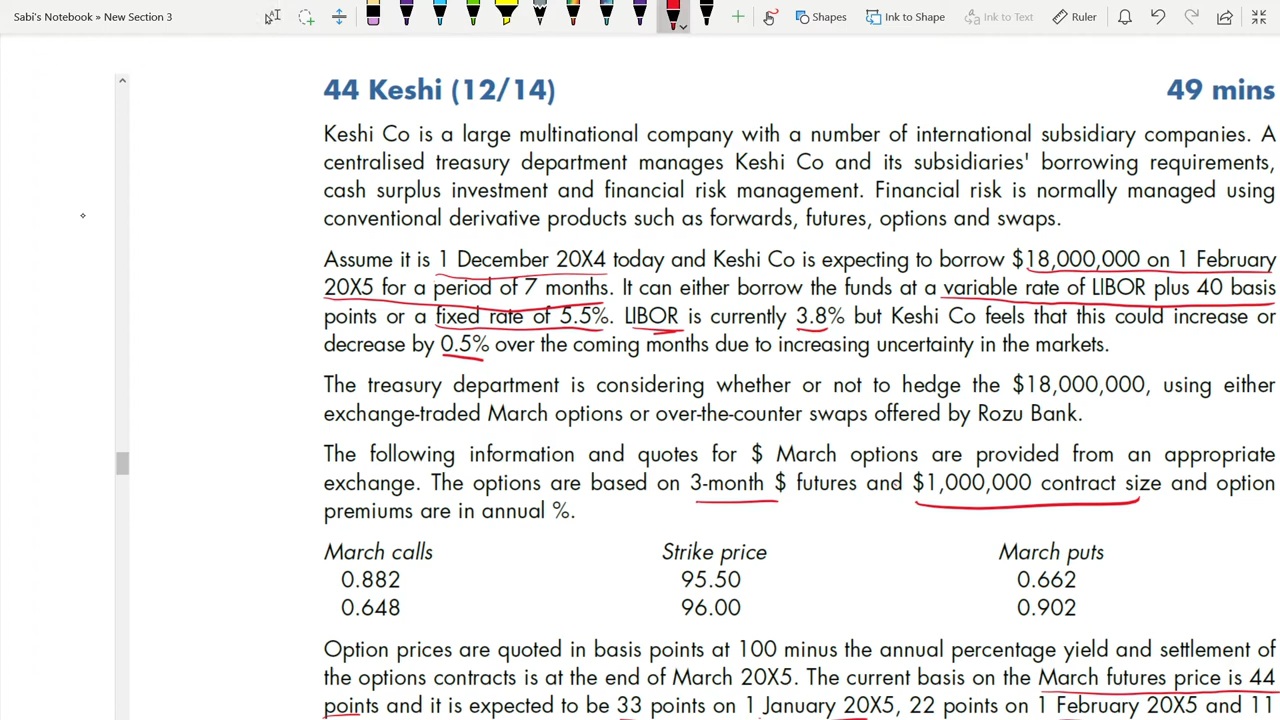 Sabi's Notebook » New Section 3
Shapes
Ink to Shape
Ink to Text
Ruler
44 Keshi (12/14) 49 mins
Keshi Co is a large multinational company with a number of international subsidiary companies. A
centralised treasury department manages Keshi Co and its subsidiaries' borrowing requirements,
cash surplus investment and financial risk management. Financial risk is normally managed using
conventional derivative products such as forwards, futures, options and swaps.
Assume it is 1 December 20X4 today and Keshi Co is expecting to borrow $18,000,000 on 1 February
20X5 for a period of 7 months. It can either borrow the funds at a variable rate of LIBOR plus 40 basis
points or a fixed rate of 5.5%. LIBOR is currently 3.8% but Keshi Co feels that this could increase or
decrease by 0.5% over the coming months due to increasing uncertainty in the markets.
The treasury department is considering whether or not to hedge the $18,000,000, using either
exchange-traded March options or over-the-counter swaps offered by Rozu Bank.
The following information and quotes for $ March options are provided from an appropriate
exchange. The options are based on 3-month $ futures and $1,000,000 contract size and option
premiums are in annual %.
March calls Strike price March puts
0.882 95.50 0.662
0.648 96.00 0.902
Option prices are quoted in basis points at 100 minus the annual percentage yield and settlement of
the options contracts is at the end of March 20X5. The current basis on the March futures price is 44
points and it is expected to be 33 points on 1 January 20X5, 22 points on 1 February 20X5 and 11